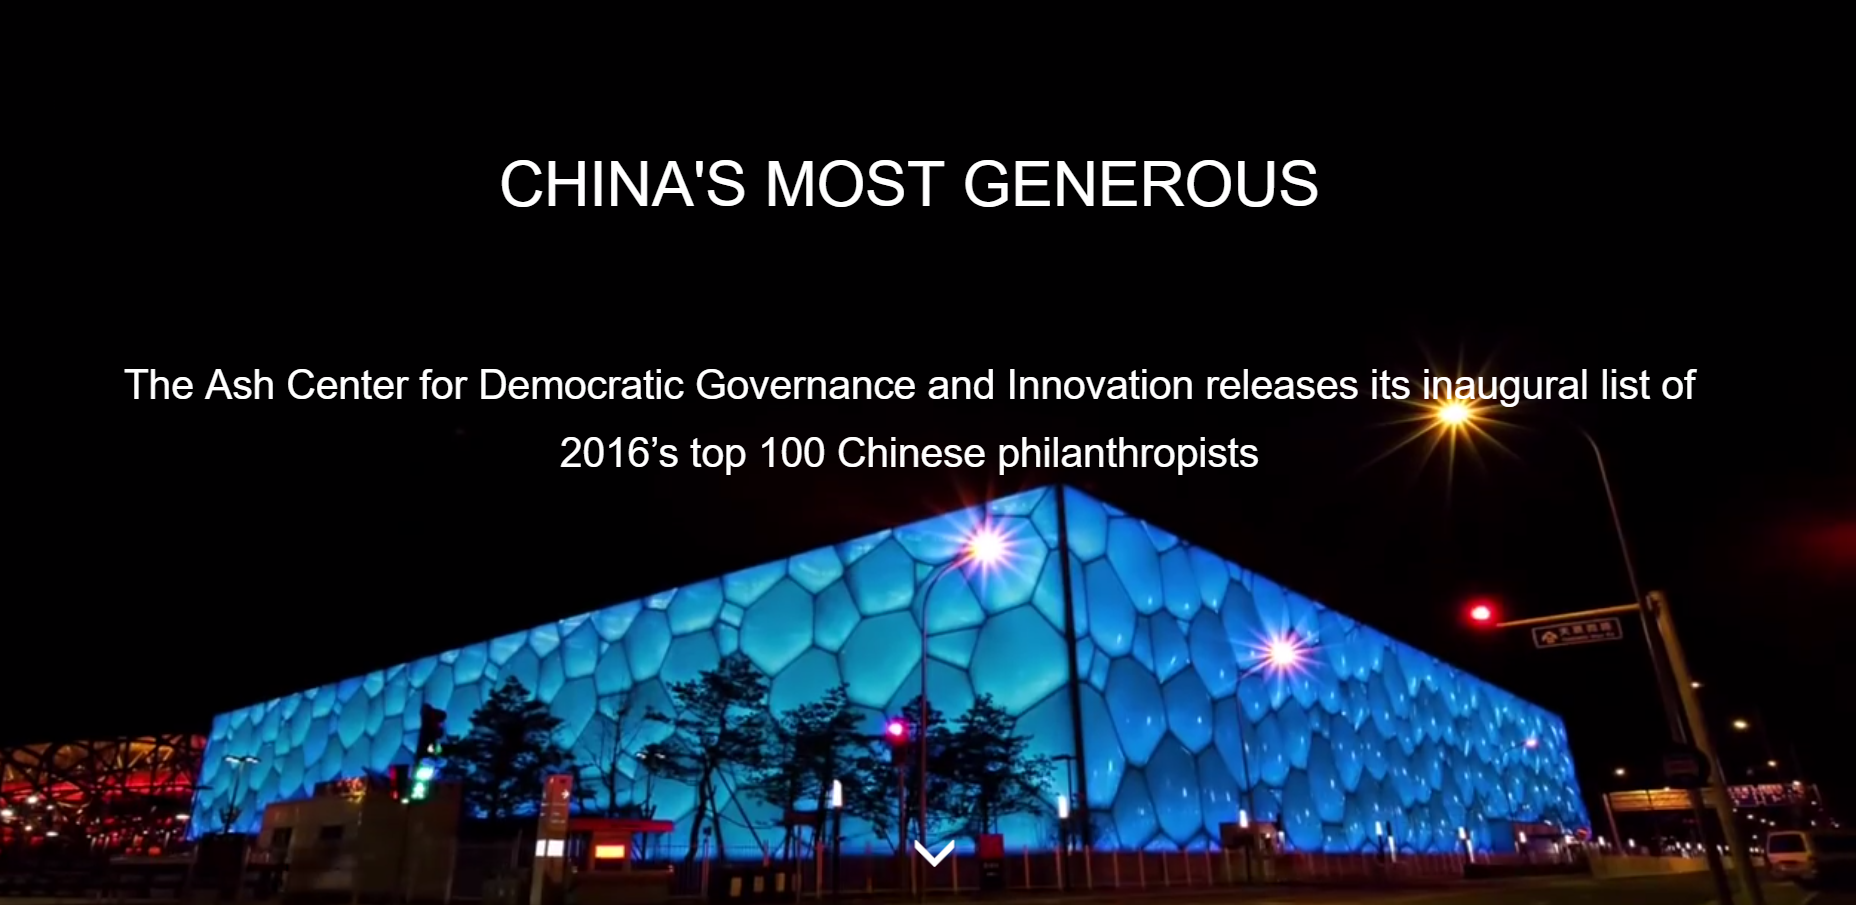 CHINA'S MOST GENEROUS
The Ash Center for Democratic Governance and Innovation releases its inaugural list of
2016’s top 100 Chinese philanthropists